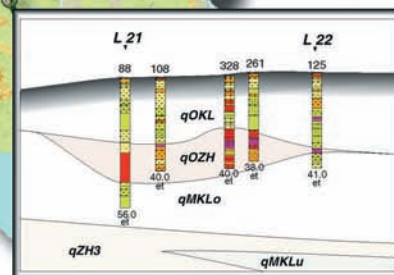 L 21 L 22
88 108 328 261 125
qOKL
qOZH
40.0 40.0 38.0 41.0
et et et et
qMKLo
56.0
et
qZH3 qMKLu